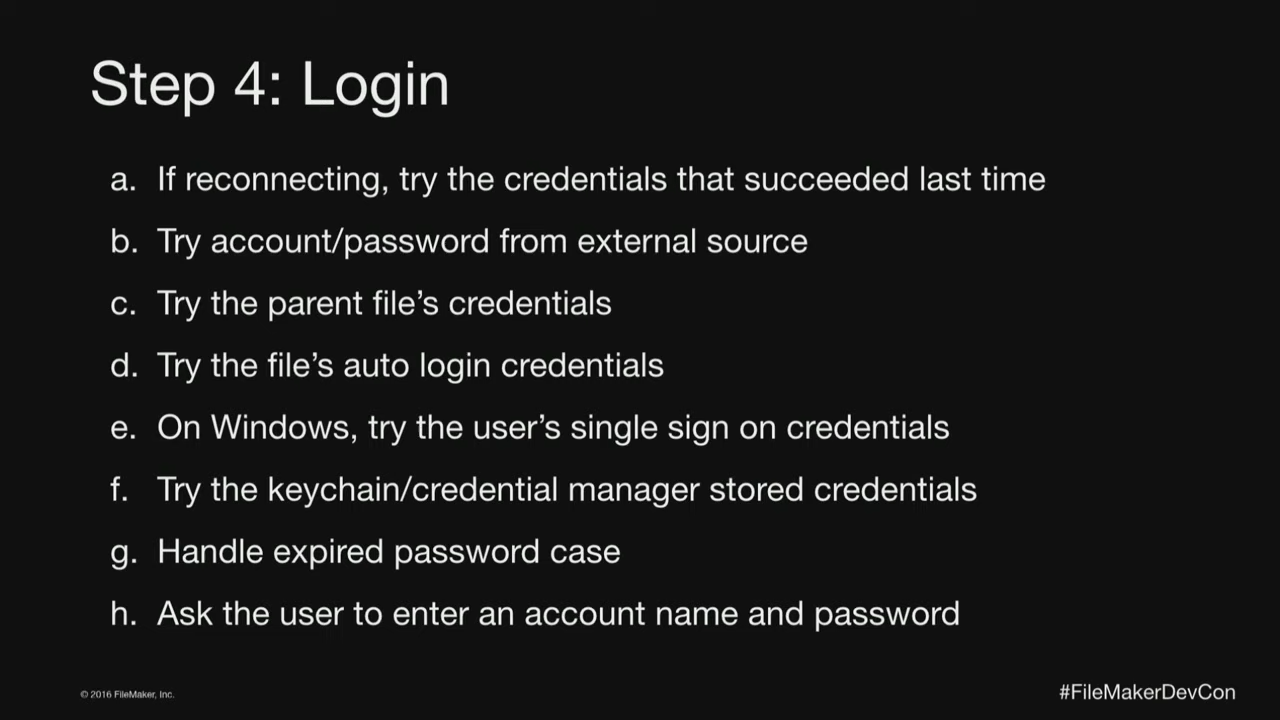 Step 4: Login
a. If reconnecting, try the credentials that succeeded last time
b. Try account/password from external source
c. Try the parent file’s credentials
d. Try the file’s auto login credentials
e. On Windows, try the user’s single sign on credentials
f. Try the keychain/credential manager stored credentials
g. Handle expired password case
h. Ask the user to enter an account name and password
© 2016 FileMaker, Inc.
#FileMakerDevCon